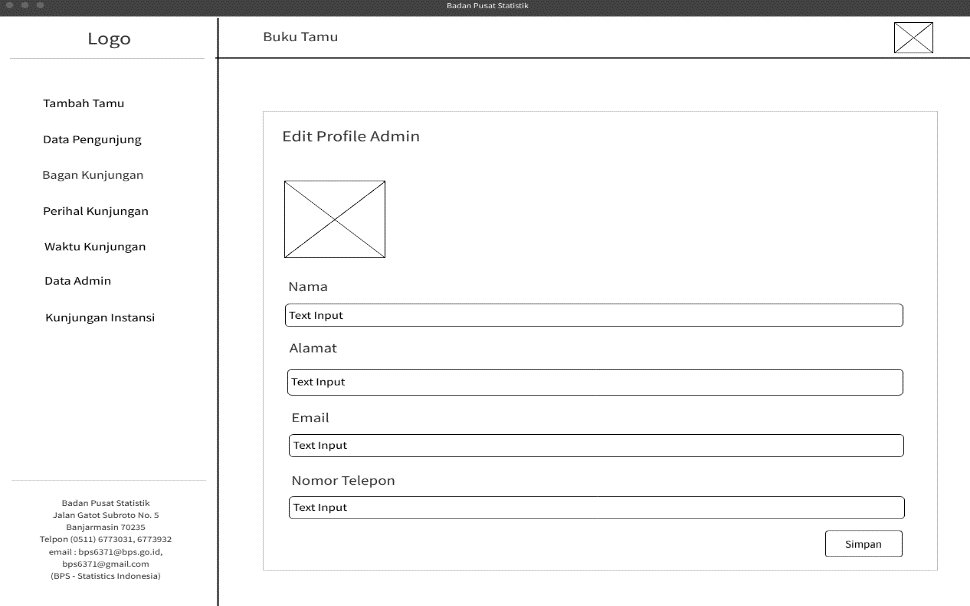 Badan Pusat Statistik
Logo
Buku Tamu
Tambah Tamu
Data Pengunjung
Bagan Kunjungan
Perihal Kunjungan
Waktu Kunjungan
Data Admin
Kunjungan Instansi
Badan Pusat Statistik
Jalan Gatot Subroto No. 5
Banjarmasin 70235
Telpon (0511) 6773031, 6773932
email : bps6371@bps.go.id,
bps6371@gmail.com
(BPS - Statistics Indonesia)
Edit Profile Admin
Nama
Text Input
Alamat
Text Input
Email
Text Input
Nomor Telepon
Text Input
Simpan